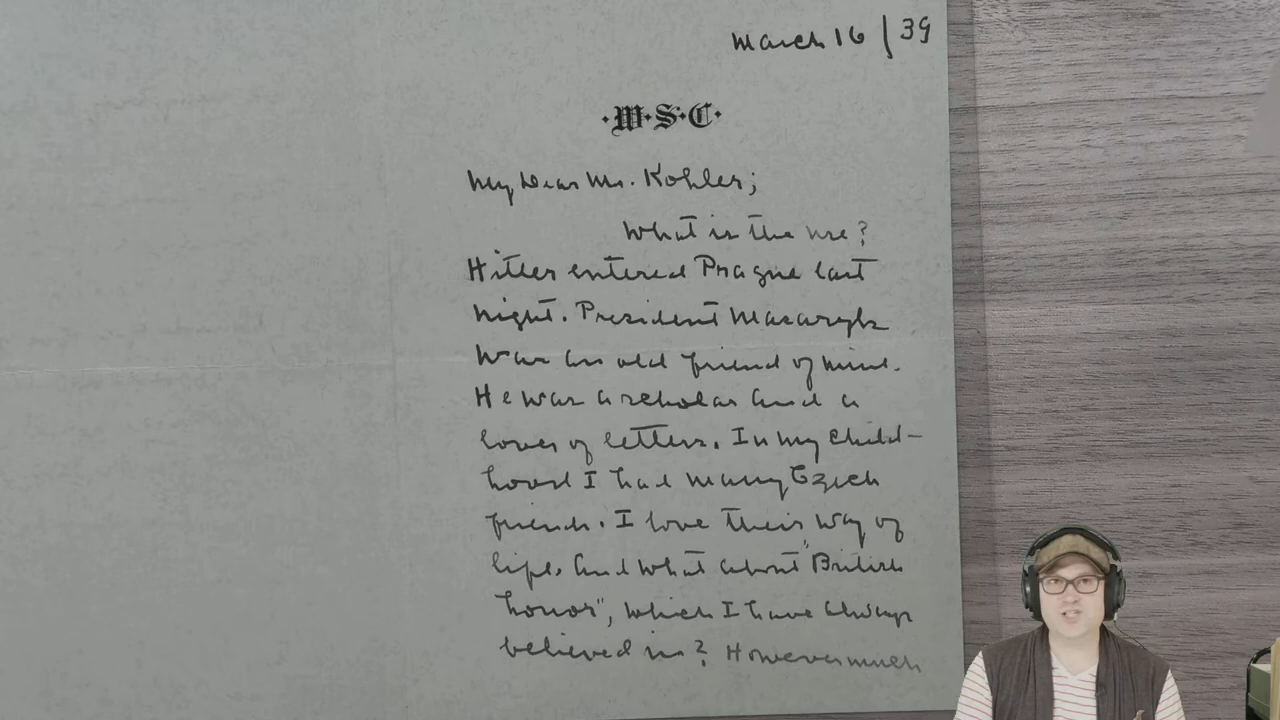 March 16 / 39
·W·S·C·
My Dear Mr. Kohler;
What is the use?
Hitler entered Prague last
night. President Masaryk
was an old friend of mine.
He was a scholar and a
lover of letters. In my child-
hood I had many Czech
friends. I love their way of
life. And what about "British
honor", which I have always
believed in? However much